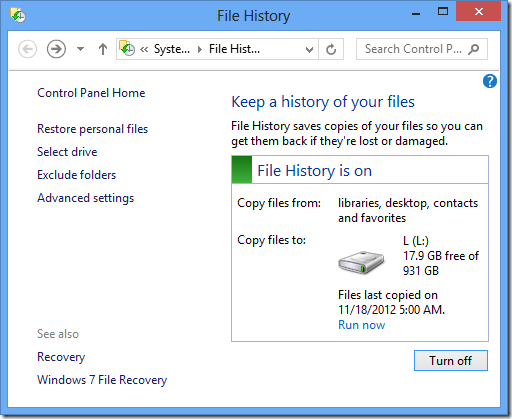 File History
« Syste... ▸ File Hist...
Search Control P...
Control Panel Home
Restore personal files
Select drive
Exclude folders
Advanced settings
Keep a history of your files
File History saves copies of your files so you can
get them back if they're lost or damaged.
File History is on
Copy files from: libraries, desktop, contacts
and favorites
Copy files to: L (L:)
17.9 GB free of
931 GB
Files last copied on
11/18/2012 5:00 AM.
Run now
Turn off
See also
Recovery
Windows 7 File Recovery